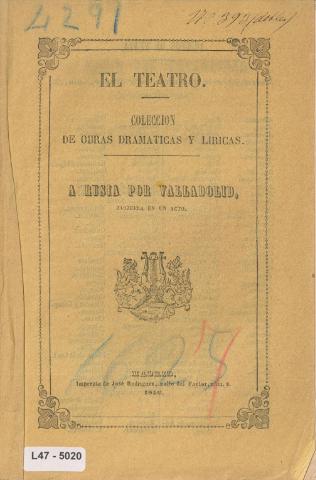 4291
EL TEATRO.
COLECCION
DE OBRAS DRAMATICAS Y LIRICAS.
A RUSIA POR VALLADOLID,
ZARZUELA EN UN ACTO.
MADRID.
Imprenta de José Rodriguez, calle del Factor, núm. 9.
L47 - 5020